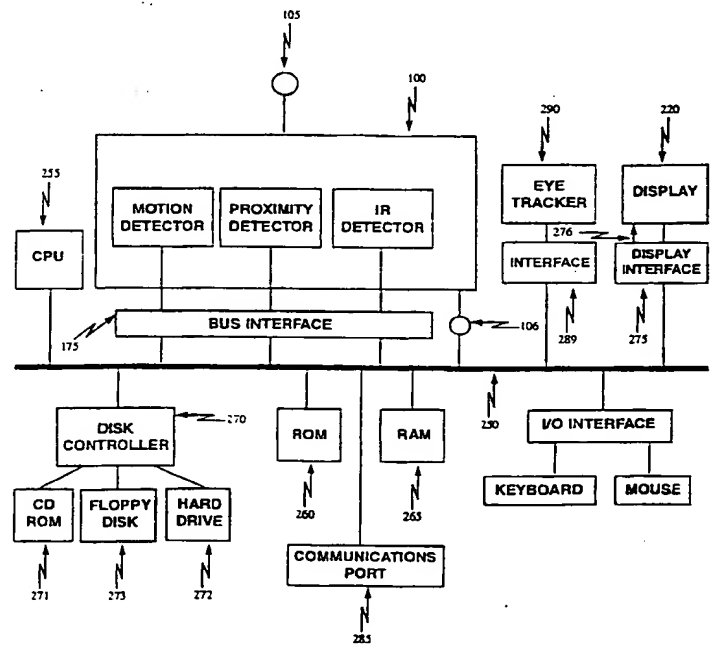 105
100
290
220
255
MOTION
DETECTOR
PROXIMITY
DETECTOR
IR
DETECTOR
EYE
TRACKER
DISPLAY
276
CPU
INTERFACE
DISPLAY
INTERFACE
BUS INTERFACE
175
106
289
275
DISK
CONTROLLER
270
ROM
RAM
250
I/O INTERFACE
CD
ROM
FLOPPY
DISK
HARD
DRIVE
260
265
KEYBOARD
MOUSE
COMMUNICATIONS
PORT
271
273
272
285